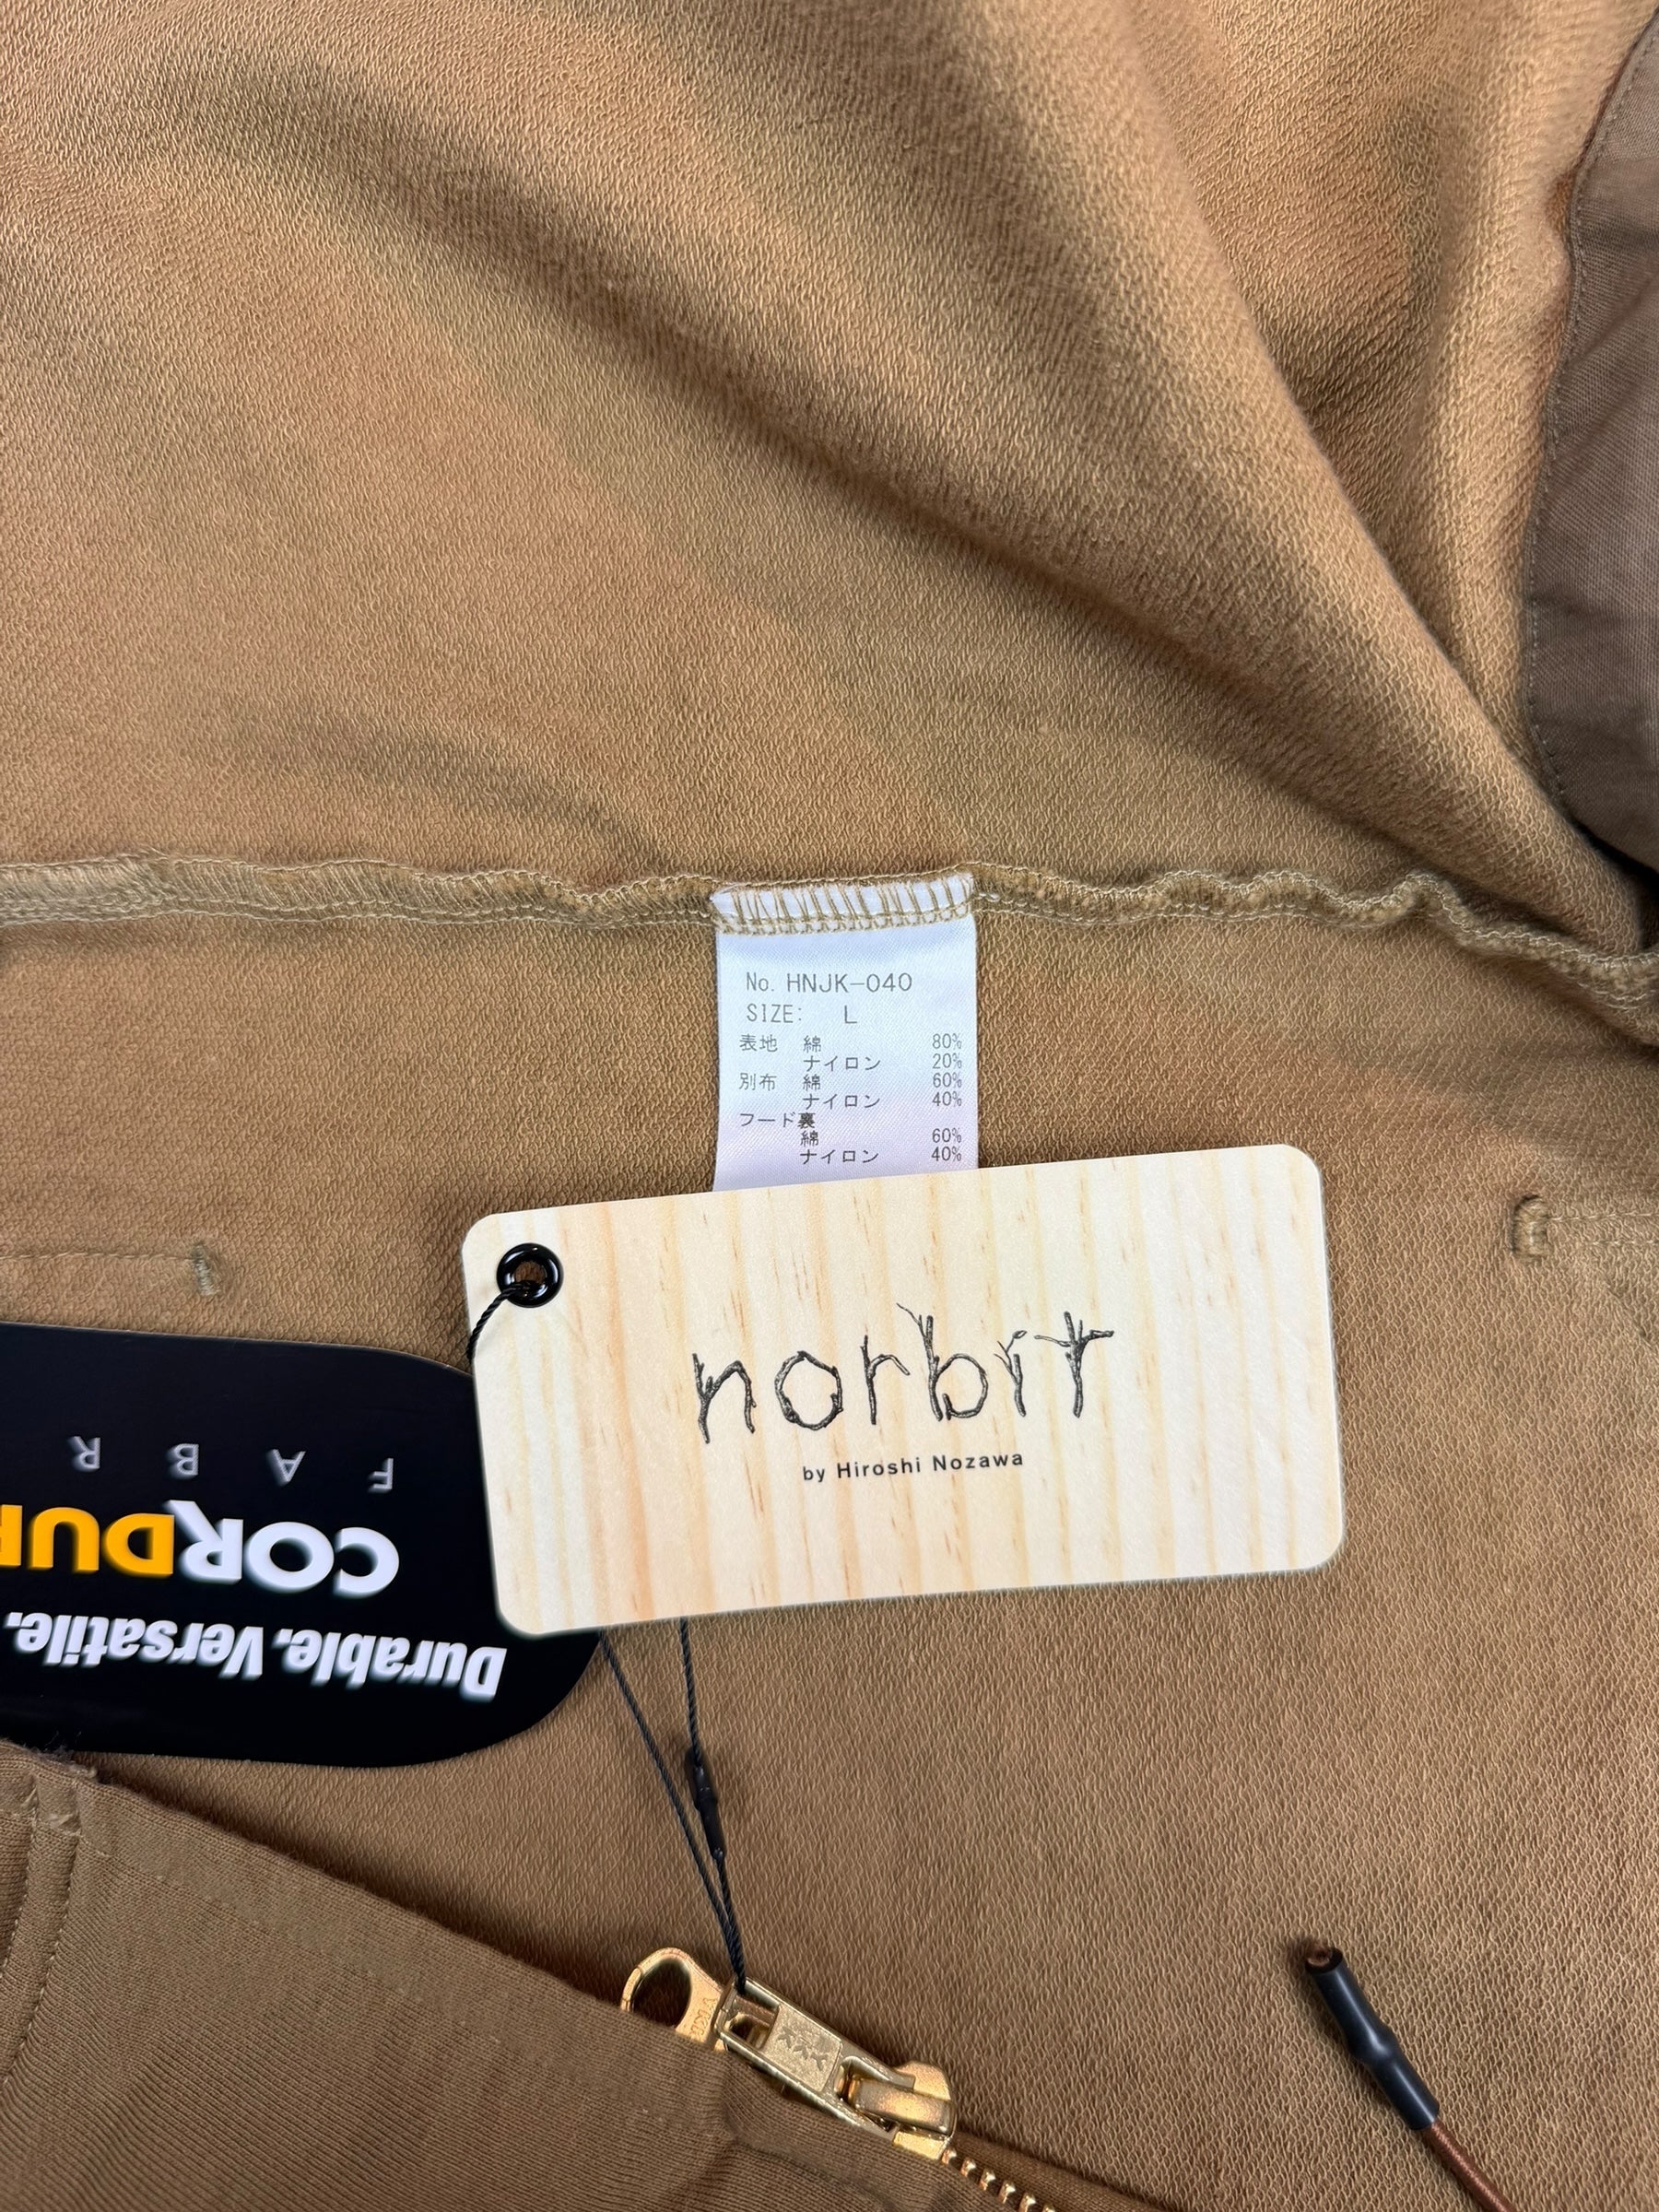 No. HNJK-040
SIZE: L
表地 綿 80%
ナイロン 20%
別布 綿 60%
ナイロン 40%
フード裏
綿 60%
ナイロン 40%
norbit
by Hiroshi Nozawa
Durable. Versatile.
CORDU
FABR
YKK